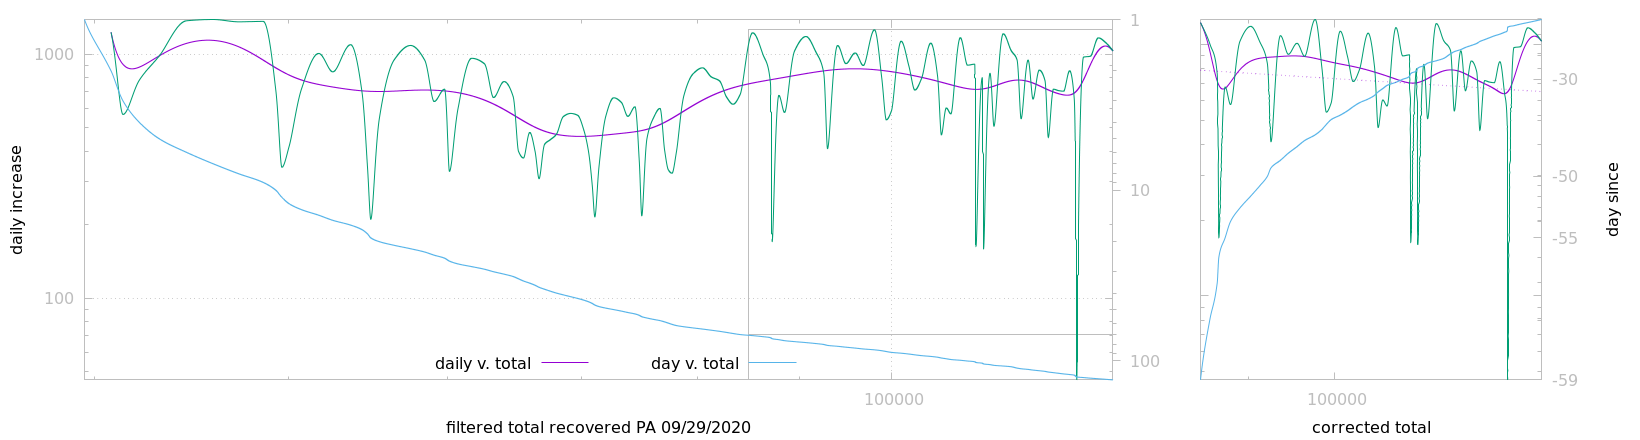 1000
100
daily increase
daily v. total
day v. total
100000
filtered total recovered PA 09/29/2020
1
10
100
-30
-50
-55
-59
day since
100000
corrected total